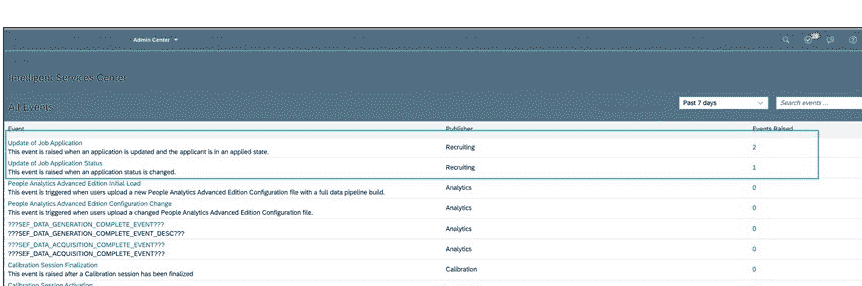 Admin Center
Intelligent Services Center
All Events
Past 7 days
Search events ...
Event Publisher Events Raised
Update of Job Application
This event is raised when an application is updated and the applicant is in an applied state.
Recruiting 2
Update of Job Application Status
This event is raised when an application status is changed.
Recruiting 1
People Analytics Advanced Edition Initial Load
This event is triggered when users upload a new People Analytics Advanced Edition Configuration file with a full data pipeline build.
Analytics 0
People Analytics Advanced Edition Configuration Change
This event is triggered when users upload a changed People Analytics Advanced Edition Configuration file.
Analytics 0
???SEF_DATA_GENERATION_COMPLETE_EVENT???
???SEF_DATA_GENERATION_COMPLETE_EVENT_DESC???
Analytics 0
???SEF_DATA_ACQUISITION_COMPLETE_EVENT???
???SEF_DATA_ACQUISITION_COMPLETE_EVENT???
Analytics 0
Calibration Session Finalization
This event is raised after a Calibration session has been finalized
Calibration 0
Calibration Session Activation